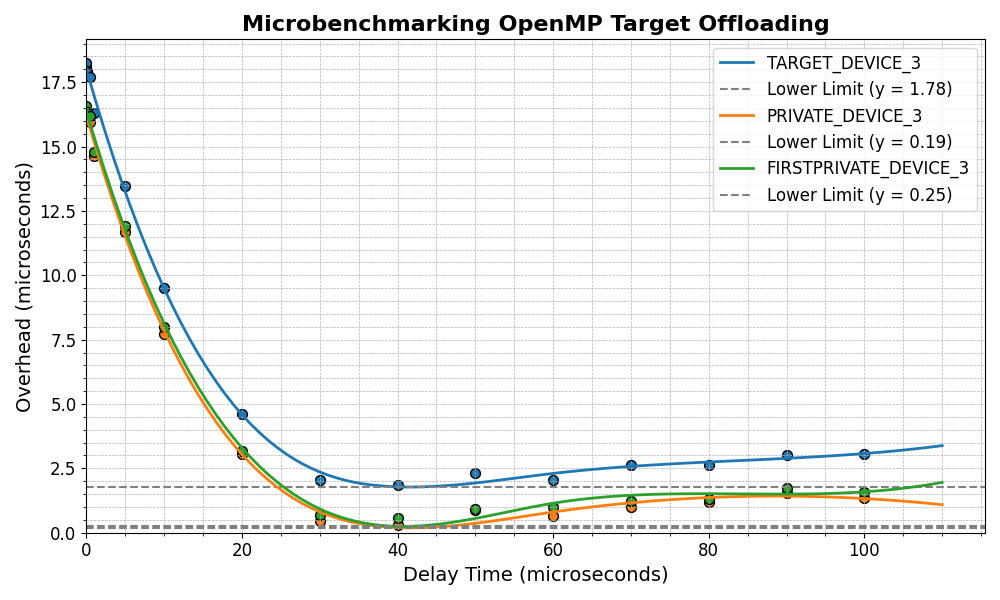 Microbenchmarking OpenMP Target Offloading
TARGET_DEVICE_3
Lower Limit (y = 1.78)
PRIVATE_DEVICE_3
Lower Limit (y = 0.19)
FIRSTPRIVATE_DEVICE_3
Lower Limit (y = 0.25)
Overhead (microseconds)
17.5
15.0
12.5
10.0
7.5
5.0
2.5
0.0
0 20 40 60 80 100
Delay Time (microseconds)